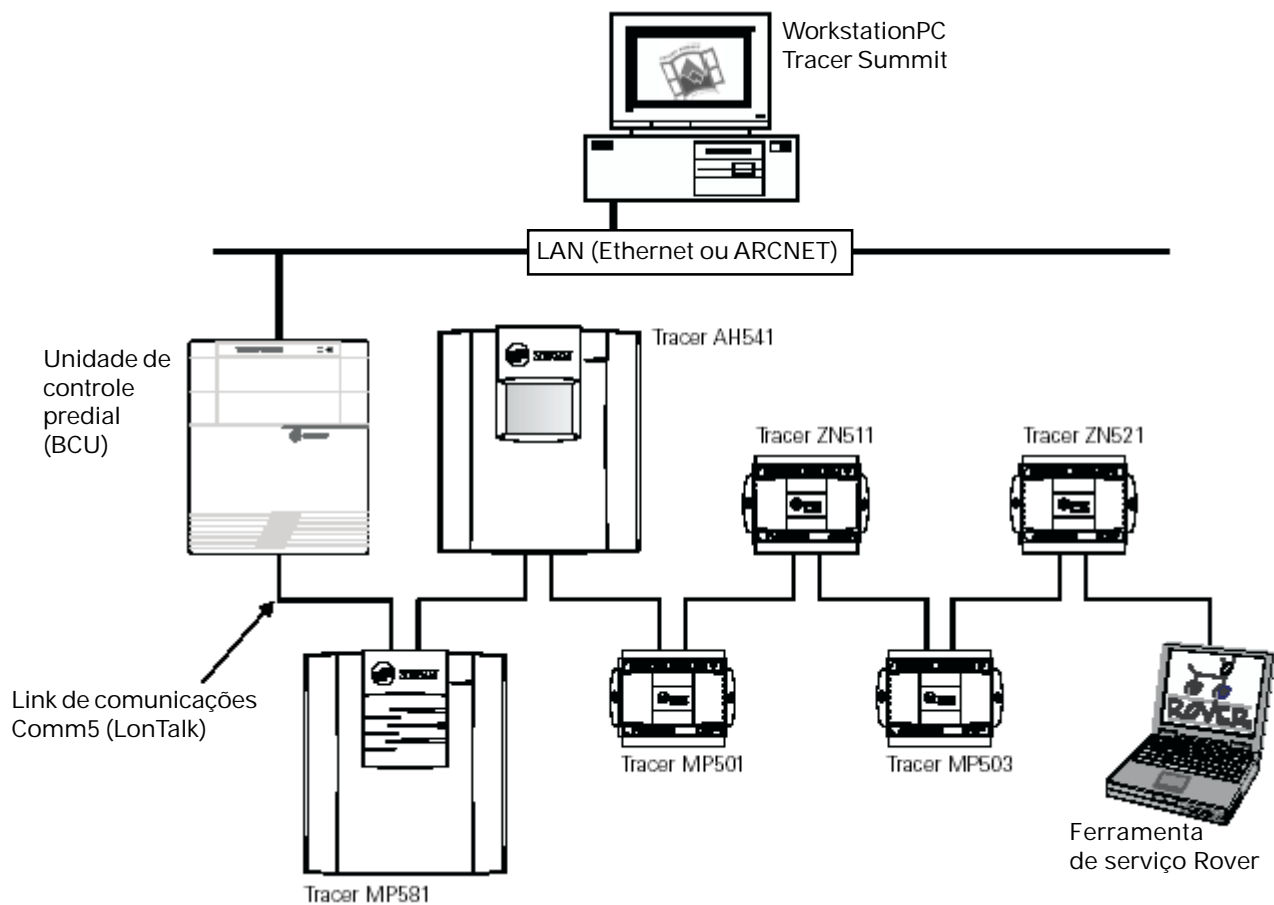 WorkstationPC
Tracer Summit
LAN (Ethernet ou ARCNET)
Unidade de
controle
predial
(BCU)
Tracer AH541
Tracer ZN511
Tracer ZN521
Link de comunicações
Comm5 (LonTalk)
Tracer MP501
Tracer MP503
ROVER
Ferramenta
de serviço Rover
Tracer MP581